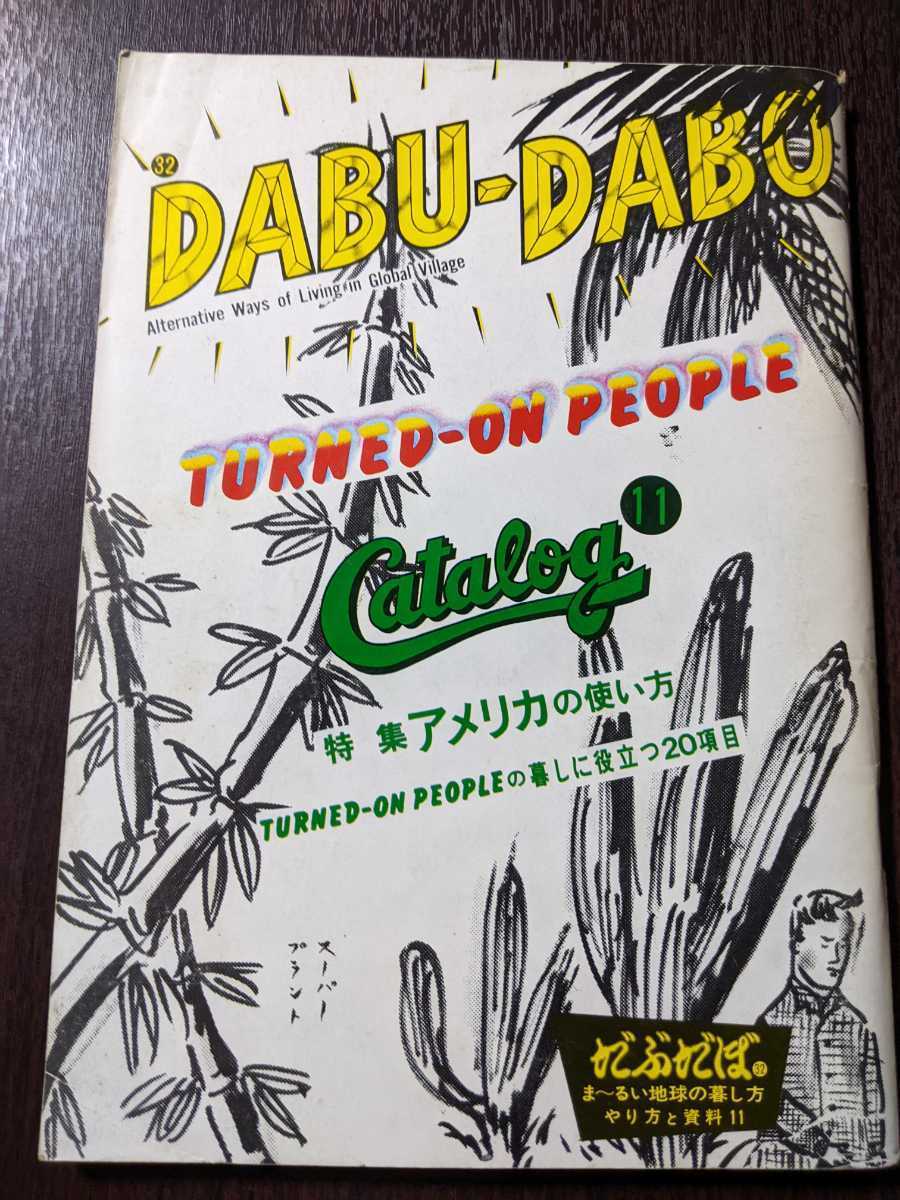 32
DABU-DABO
Alternative Ways of Living in Global Village
TURNED-ON PEOPLE
Catalog 11
特集アメリカの使い方
TURNED-ON PEOPLEの暮しに役立つ20項目
スーパー
プラント
だぶだぼ 32
ま〜るい地球の暮し方
やり方と資料11